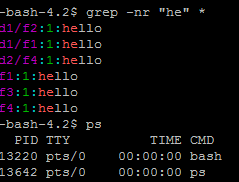 -bash-4.2$ grep -nr "he" *
d1/f2:1:hello
d1/f1:1:hello
d2/f4:1:hello
f1:1:hello
f3:1:hello
f4:1:hello
-bash-4.2$ ps
PID TTY TIME CMD
13220 pts/0 00:00:00 bash
13642 pts/0 00:00:00 ps